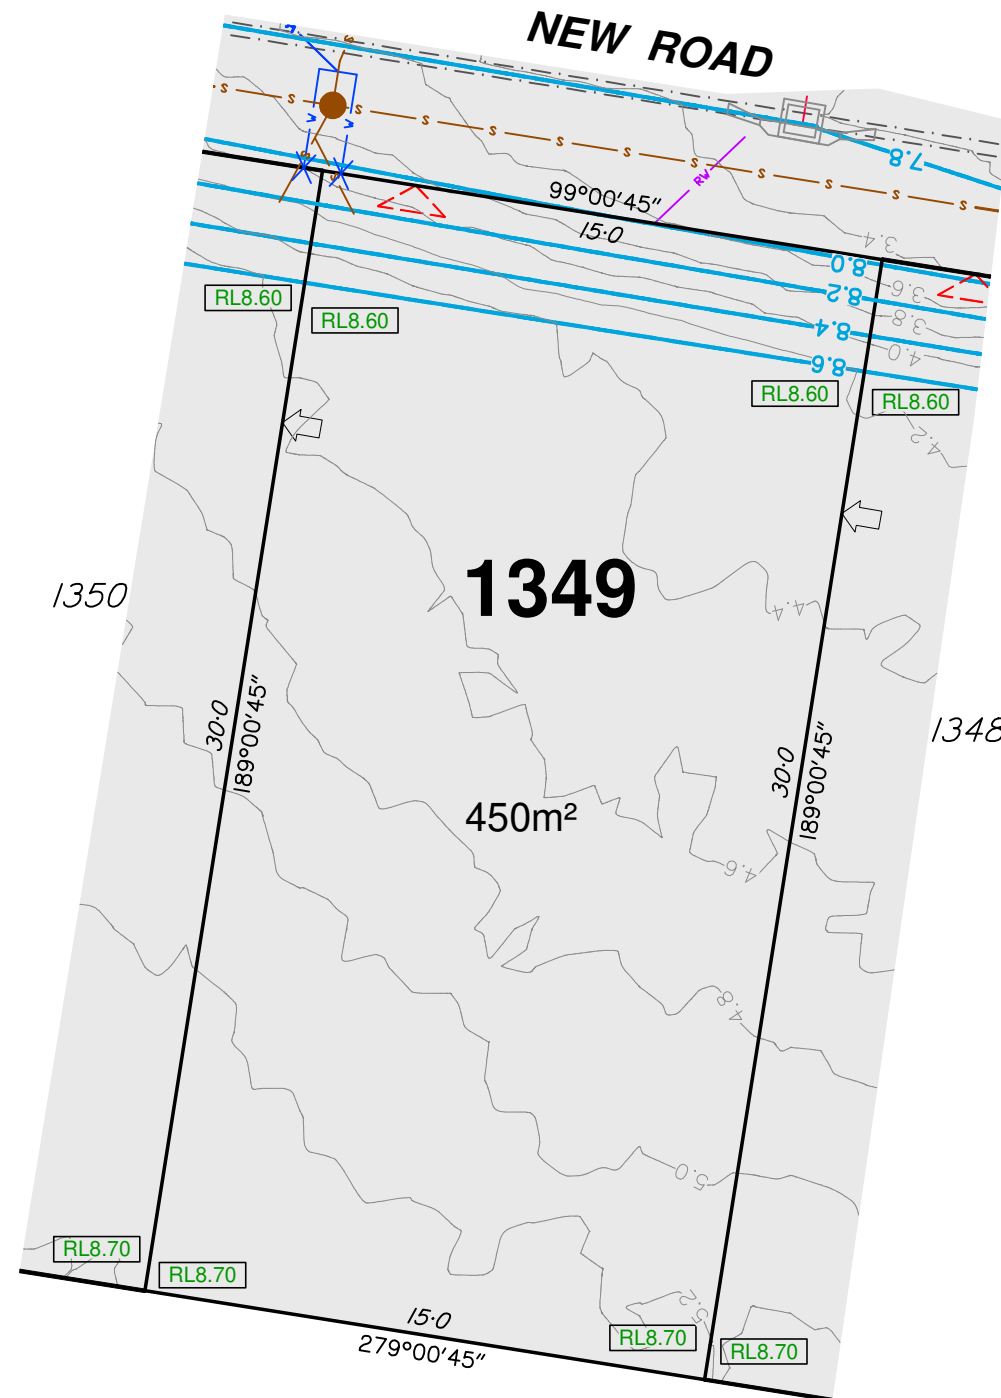 NEW ROAD
S
S
S
S
S
S
S
S
S
S
S
S
S
W
W
RW
7.8
99°00'45"
15·0
3.4
8.0
3.6
8.2
3.8
8.4
4.0
8.6
RL8.60
RL8.60
RL8.60
RL8.60
4.2
1349
4.4
1350
30·0
189°00'45"
1348
30·0
189°00'45"
450m²
4.6
4.8
5.0
RL8.70
RL8.70
5.2
15·0
279°00'45"
RL8.70
RL8.70